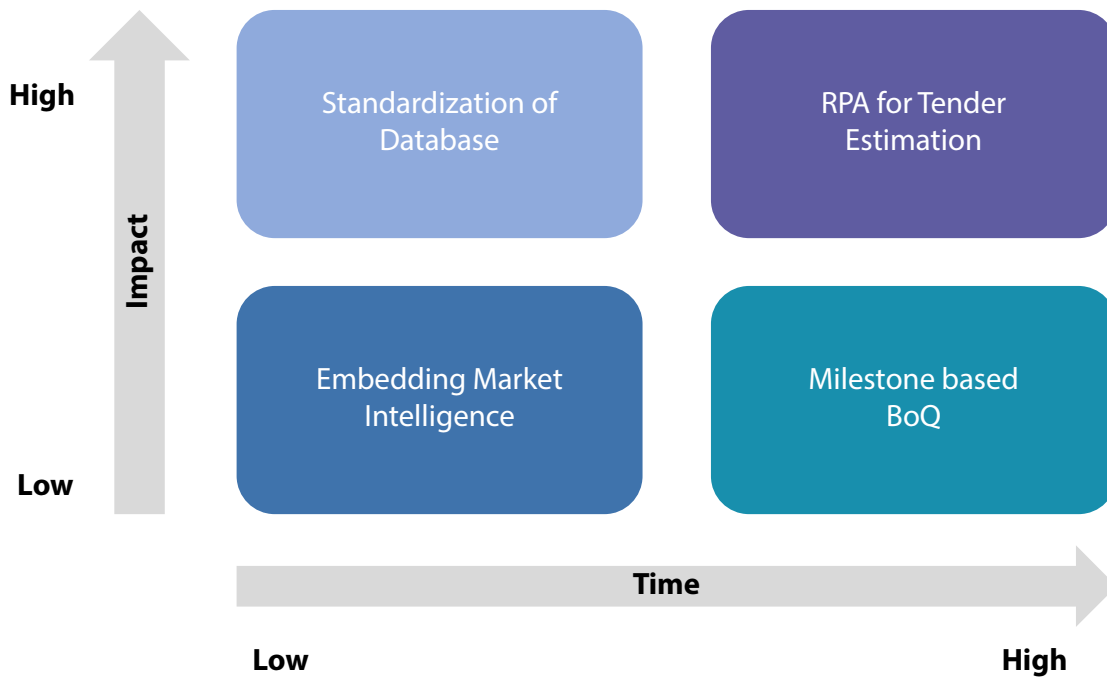 High
Standardization of
Database
RPA for Tender
Estimation
Impact
Embedding Market
Intelligence
Milestone based
BoQ
Low
Time
Low
High